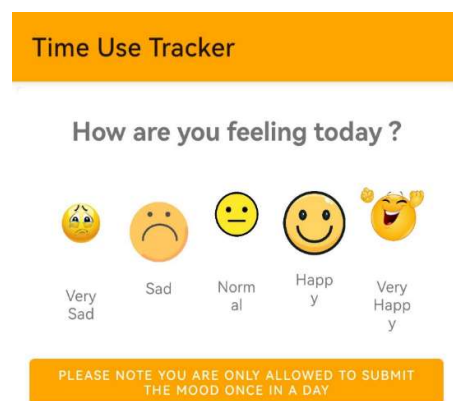 Time Use Tracker
How are you feeling today ?
Very
Sad
Sad
Norm
al
Happ
y
Very
Happ
y
PLEASE NOTE YOU ARE ONLY ALLOWED TO SUBMIT
THE MOOD ONCE IN A DAY